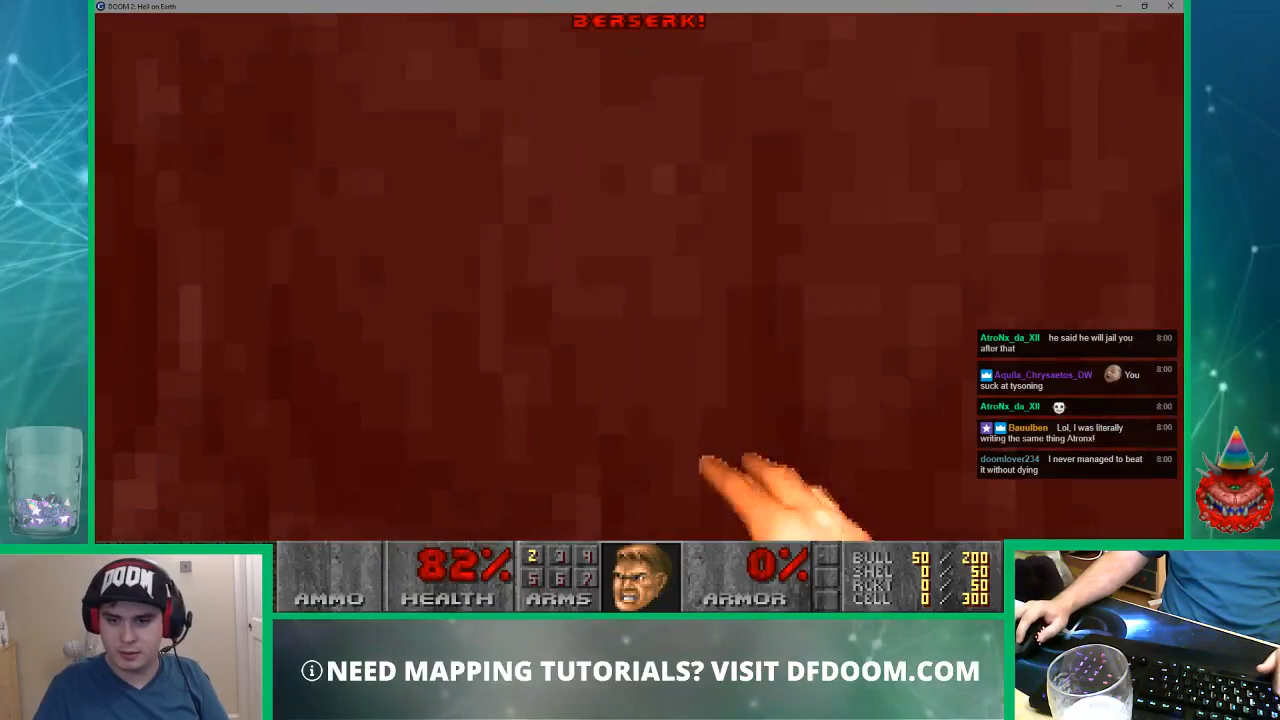 DOOM 2: Hell on Earth
BERSERK!
AtroNx_da_XII he said he will jail you 8:00
after that
Aquila_Chrysaetos_DW You 8:00
suck at tysoning
AtroNx_da_XII 8:00
Bauulben Lol, I was literally 8:00
writing the same thing Atronx!
doomlover234 I never managed to beat 8:00
it without dying
82% 2 3 4 0% BULL 50 / 200
5 6 7 SHEL 0 / 50
RCKT 0 / 50
AMMO HEALTH ARMS ARMOR CELL 0 / 300
DOOM
NEED MAPPING TUTORIALS? VISIT DFDOOM.COM